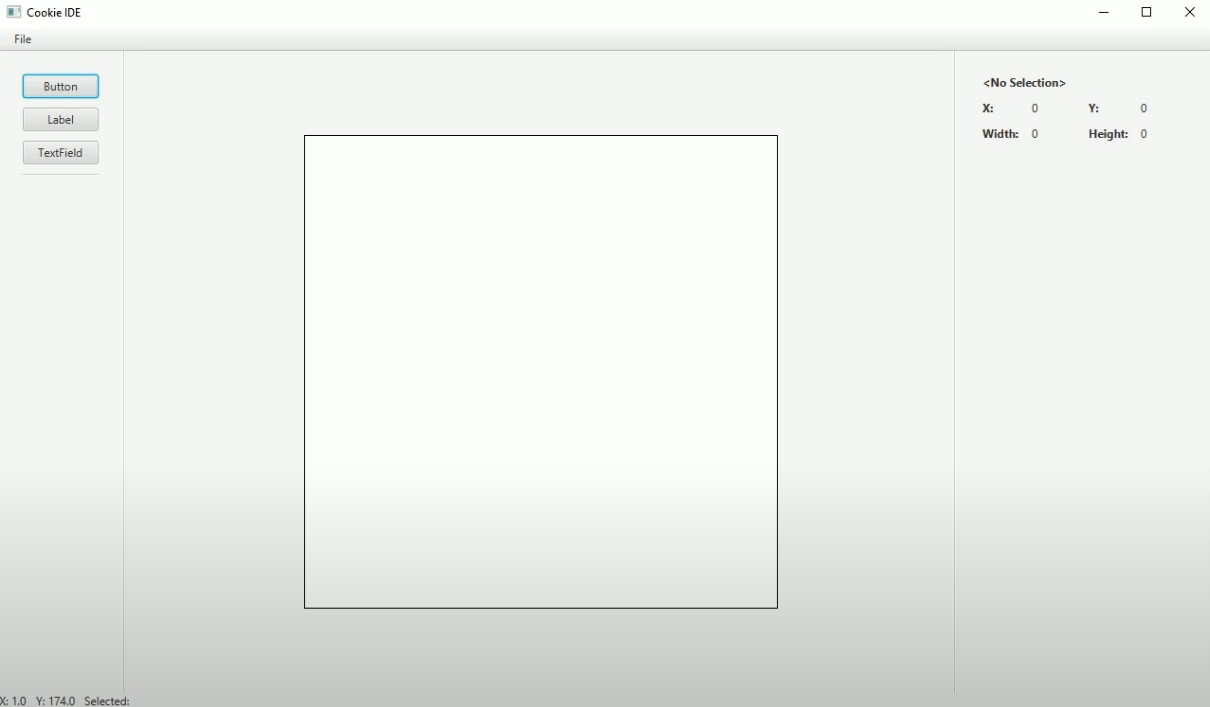 Cookie IDE
File
Button
Label
TextField
<No Selection>
X: 0 Y: 0
Width: 0 Height: 0
X: 1.0 Y: 174.0 Selected: